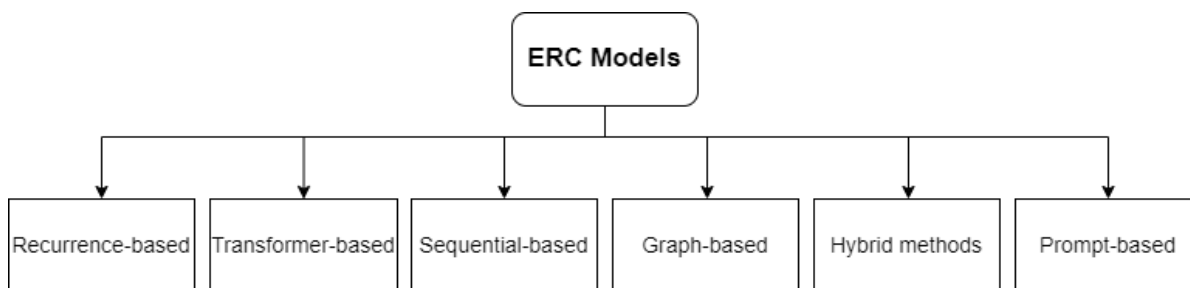 ERC Models
Recurrence-based
Transformer-based
Sequential-based
Graph-based
Hybrid methods
Prompt-based